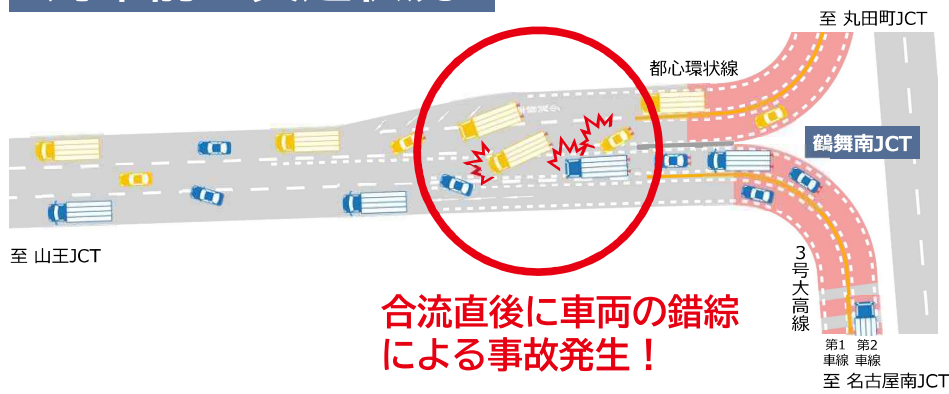 至 丸田町JCT
都心環状線
鶴舞南JCT
至 山王JCT
3号大高線
合流直後に車両の錯綜
による事故発生！
第1
車線
第2
車線
至 名古屋南JCT